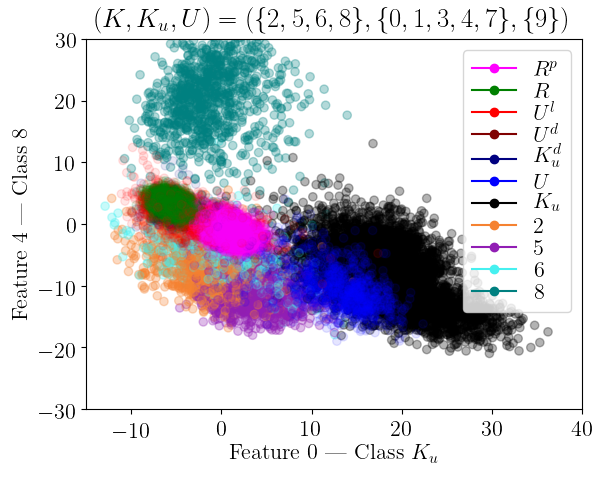 (K, K_u, U) = ({2, 5, 6, 8}, {0, 1, 3, 4, 7}, {9})
30
20
10
0
−10
−20
−30
Feature 4 — Class 8
R^p
R
U^l
U^d
K_u^d
U
K_u
2
5
6
8
−10
0
10
20
30
40
Feature 0 — Class K_u